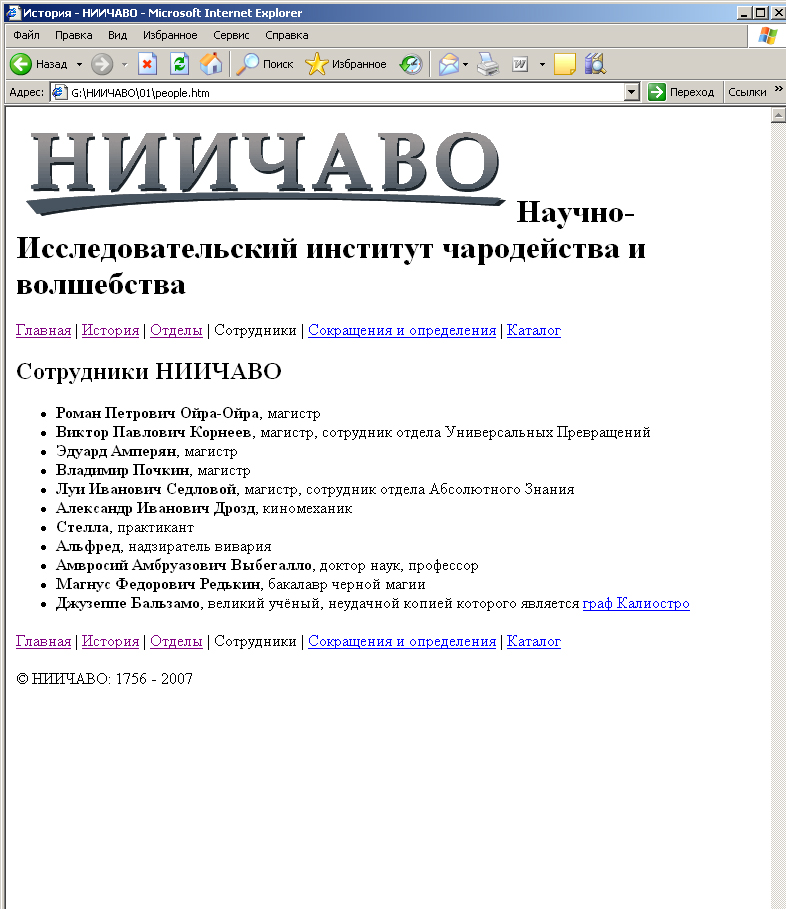 История - НИИЧАВО - Microsoft Internet Explorer
Файл Правка Вид Избранное Сервис Справка
Назад Поиск Избранное
Адрес: G:\НИИЧАВО\01\people.htm Переход Ссылки »
НИИЧАВО Научно-
Исследовательский институт чародейства и
волшебства
Главная | История | Отделы | Сотрудники | Сокращения и определения | Каталог
Сотрудники НИИЧАВО
• Роман Петрович Ойра-Ойра, магистр
• Виктор Павлович Корнеев, магистр, сотрудник отдела Универсальных Превращений
• Эдуард Амперян, магистр
• Владимир Почкин, магистр
• Луи Иванович Седловой, магистр, сотрудник отдела Абсолютного Знания
• Александр Иванович Дрозд, киномеханик
• Стелла, практикант
• Альфред, надзиратель вивария
• Амвросий Амбруазович Выбегалло, доктор наук, профессор
• Магнус Федорович Редькин, бакалавр черной магии
• Джузеппе Бальзамо, великий учёный, неудачной копией которого является граф Калиостро
Главная | История | Отделы | Сотрудники | Сокращения и определения | Каталог
© НИИЧАВО: 1756 - 2007